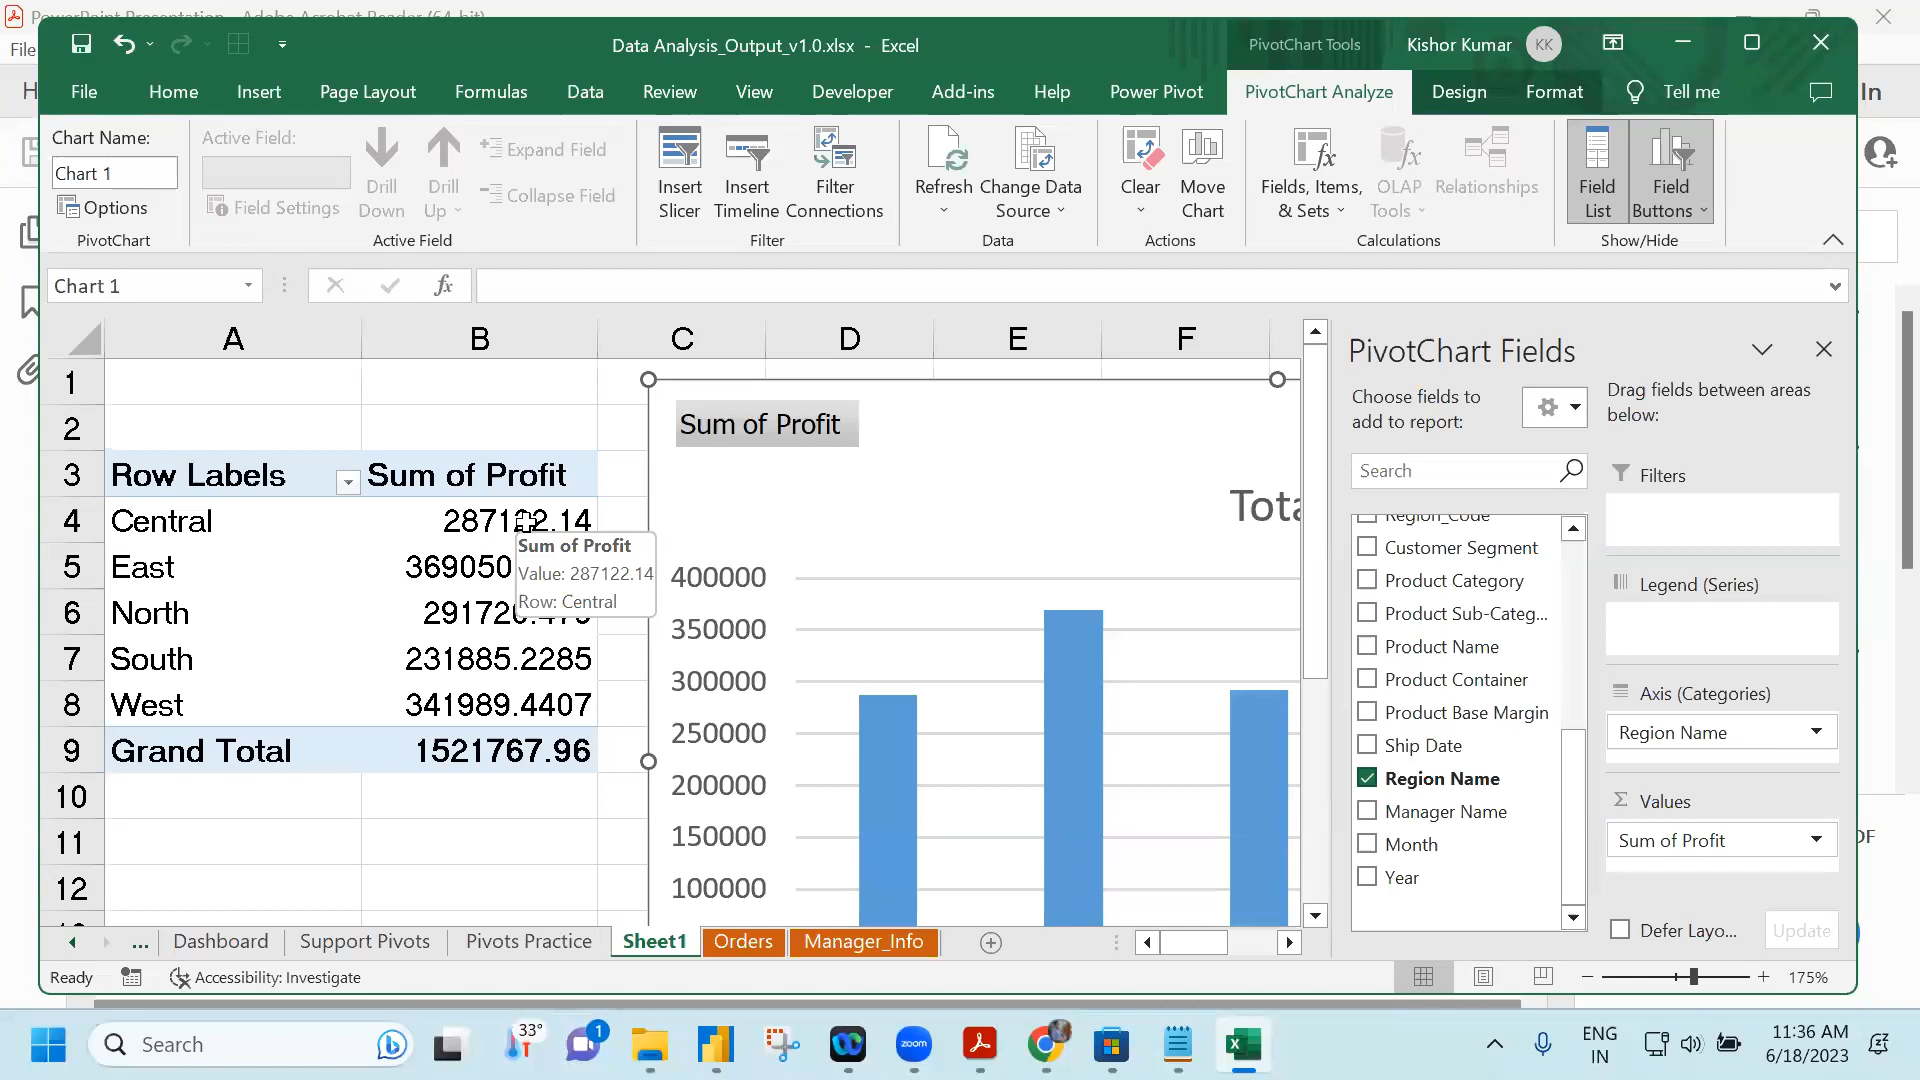 PowerPoint Presentation - Adobe Acrobat Reader (64-bit)
Data Analysis_Output_v1.0.xlsx - Excel
PivotChart Tools
Kishor Kumar
KK
File
Home
Insert
Page Layout
Formulas
Data
Review
View
Developer
Add-ins
Help
Power Pivot
PivotChart Analyze
Design
Format
Tell me
In
Chart Name:
Chart 1
Options
PivotChart
Active Field:
Field Settings
Drill Down
Drill Up
Expand Field
Collapse Field
Active Field
Insert Slicer
Insert Timeline
Filter Connections
Filter
Refresh
Change Data Source
Data
Clear
Move Chart
Actions
Fields, Items, & Sets
OLAP Tools
Relationships
Calculations
Field List
Field Buttons
Show/Hide
Chart 1
fx
A B C D E F
1
2
3 Row Labels Sum of Profit
4 Central 287122.14
5 East 369050
6 North
7 South 231885.2285
8 West 341989.4407
9 Grand Total 1521767.96
10
11
12
Sum of Profit
Value: 287122.14
Row: Central
Sum of Profit
Tota
400000
350000
300000
250000
200000
150000
100000
PivotChart Fields
Choose fields to
add to report:
Search
Region_Code
Customer Segment
Product Category
Product Sub-Categ...
Product Name
Product Container
Product Base Margin
Ship Date
Region Name
Manager Name
Month
Year
Drag fields between areas
below:
Filters
Legend (Series)
Axis (Categories)
Region Name
Σ Values
Sum of Profit
Defer Layo...
Update
DF
...
Dashboard
Support Pivots
Pivots Practice
Sheet1
Orders
Manager_Info
Ready
Accessibility: Investigate
175%
Search
33°
1
zoom
ENG
IN
11:36 AM
6/18/2023